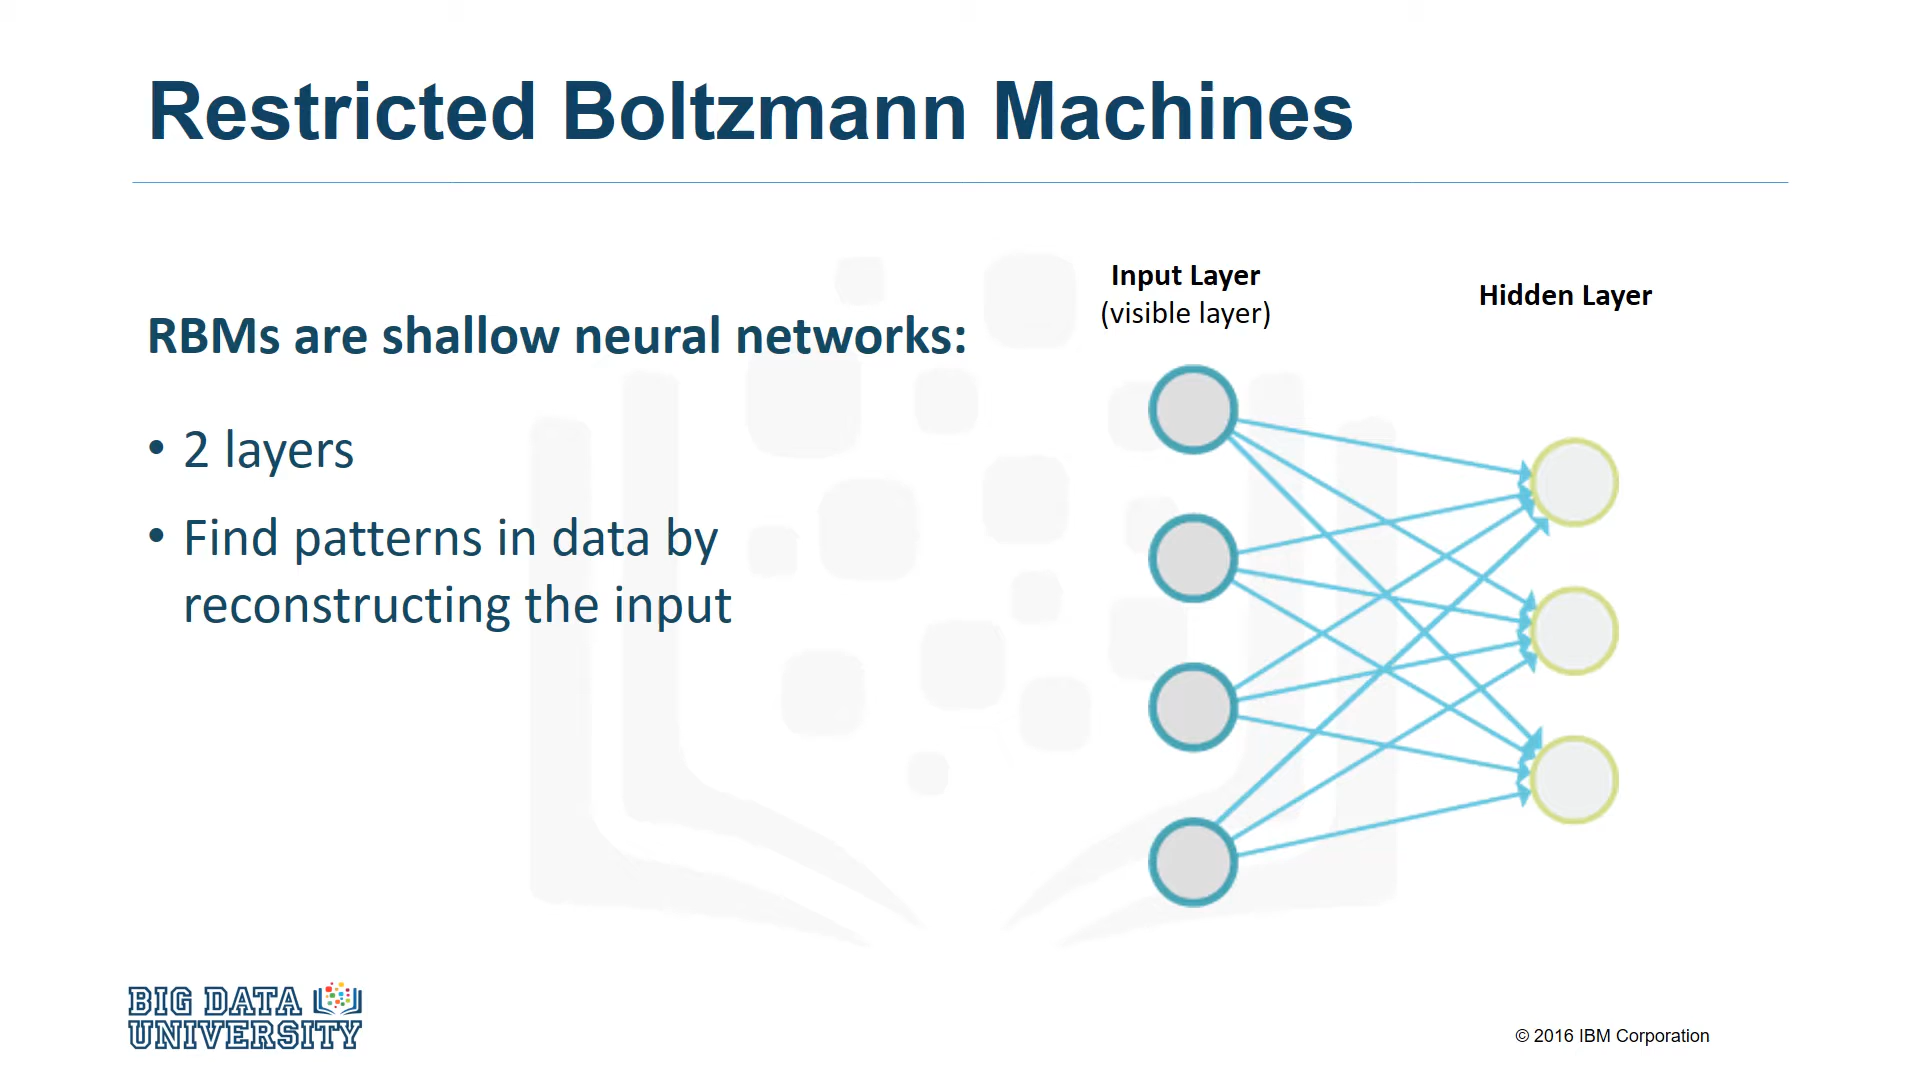 Restricted Boltzmann Machines
RBMs are shallow neural networks:
• 2 layers
• Find patterns in data by
reconstructing the input
Input Layer
(visible layer)
Hidden Layer
BIG DATA
UNIVERSITY
© 2016 IBM Corporation